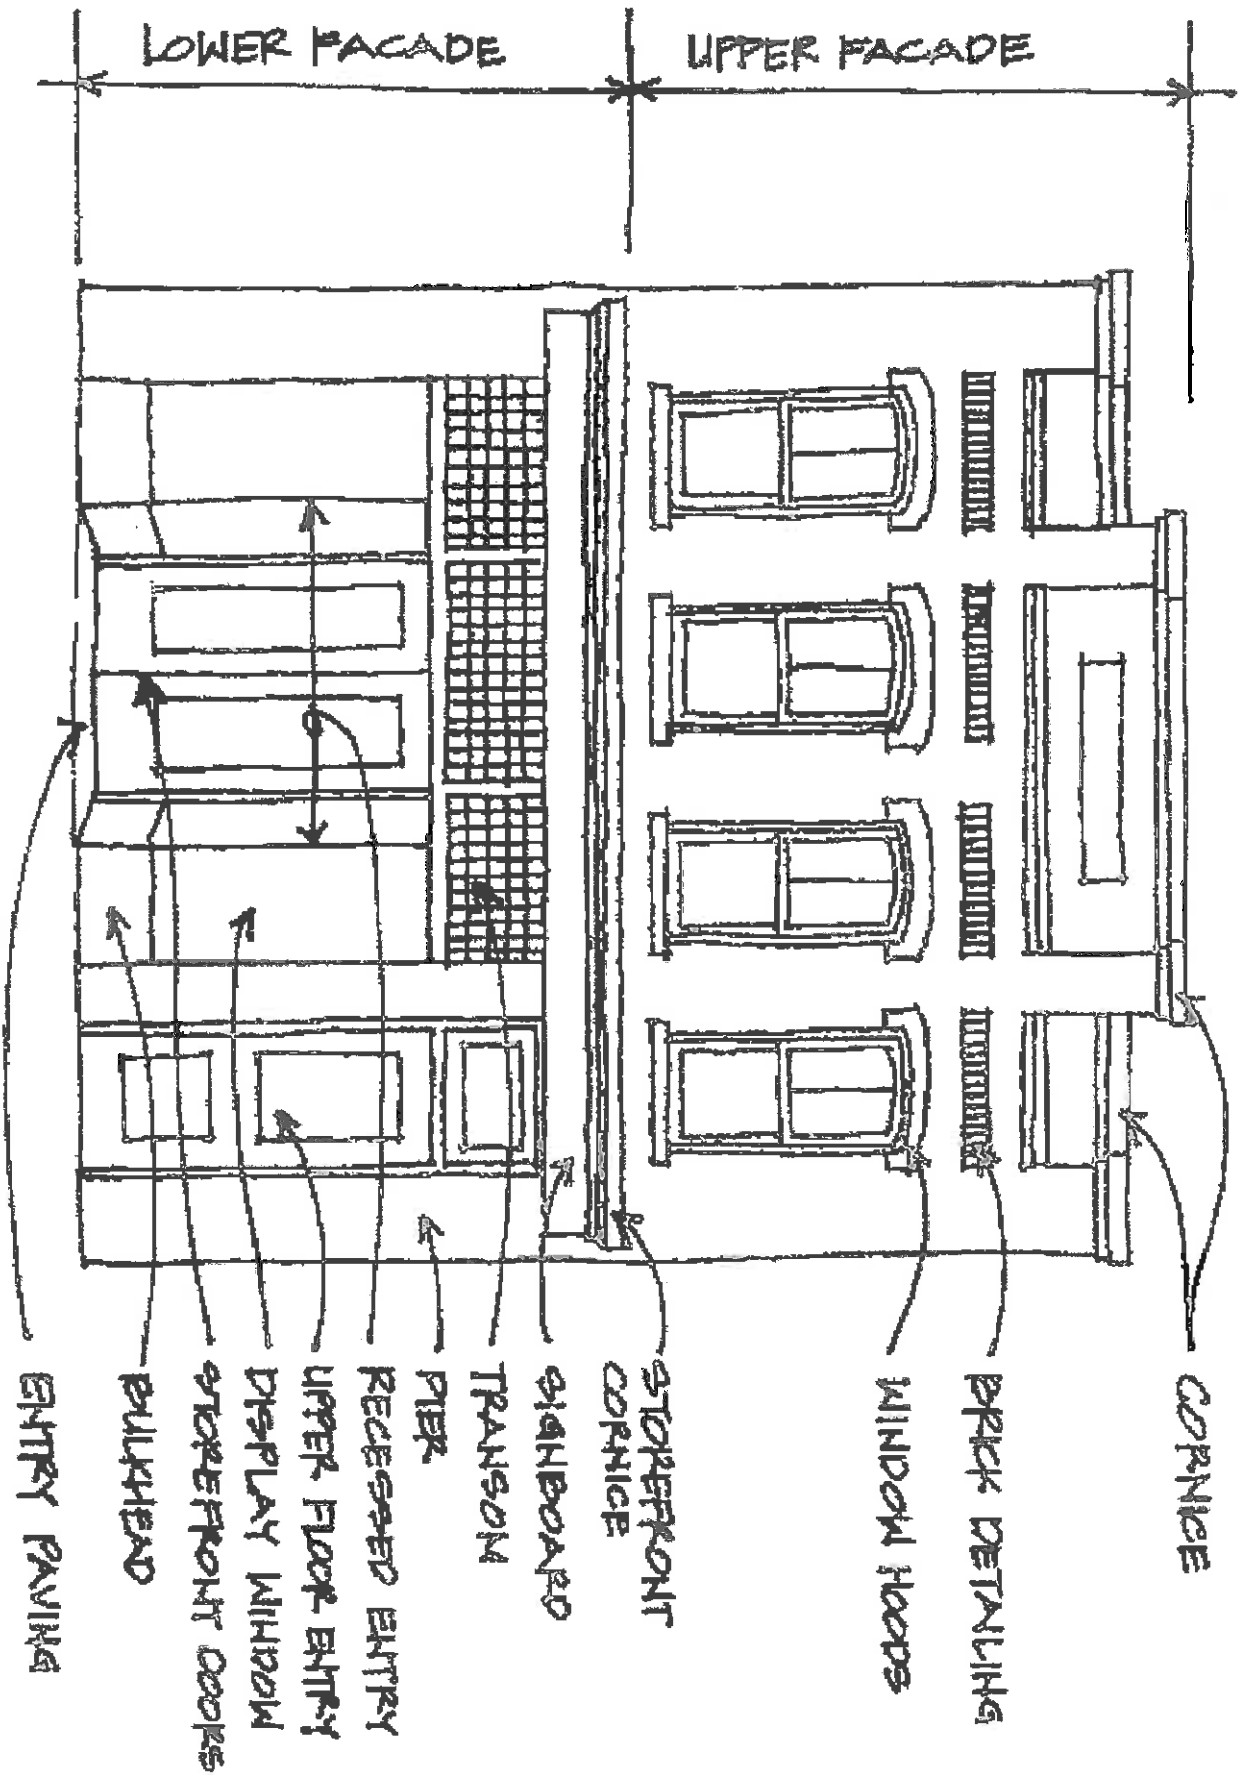 LOWER FACADE
UPPER FACADE
CORNICE
BRICK DETAILING
WINDOW HOODS
STOREFRONT
CORNICE
SIGNBOARD
TRANSOM
PIER
RECESSED ENTRY
UPPER FLOOR ENTRY
DISPLAY WINDOW
STOREFRONT DOORS
BULKHEAD
ENTRY PAVING